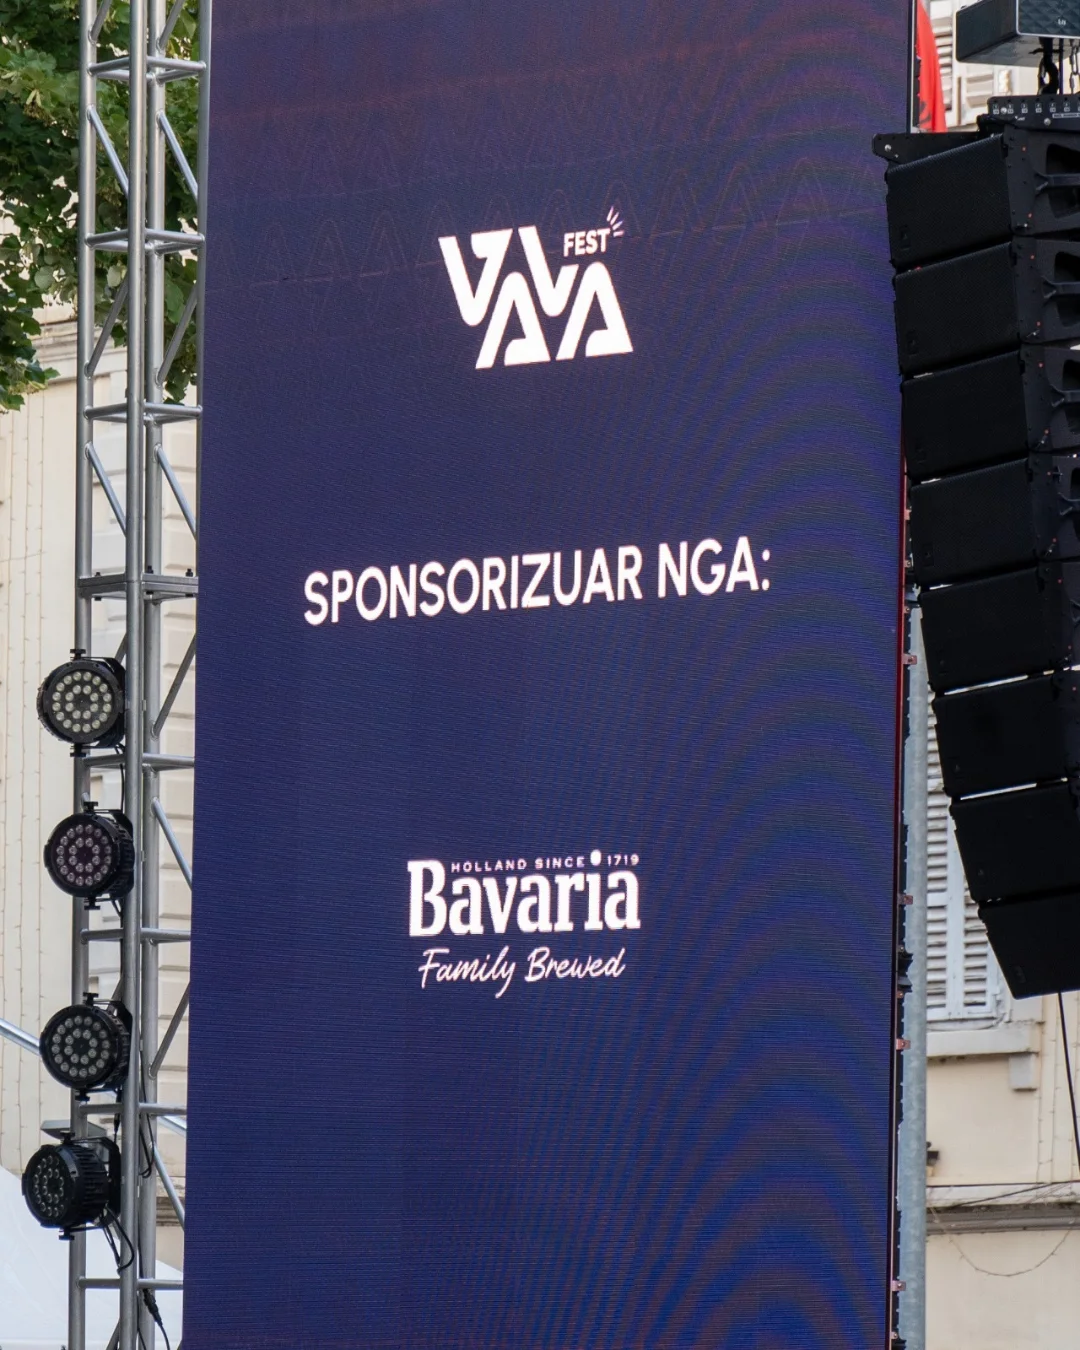 VAVA FEST
SPONSORIZUAR NGA:
HOLLAND SINCE 1719
Bavaria
Family Brewed